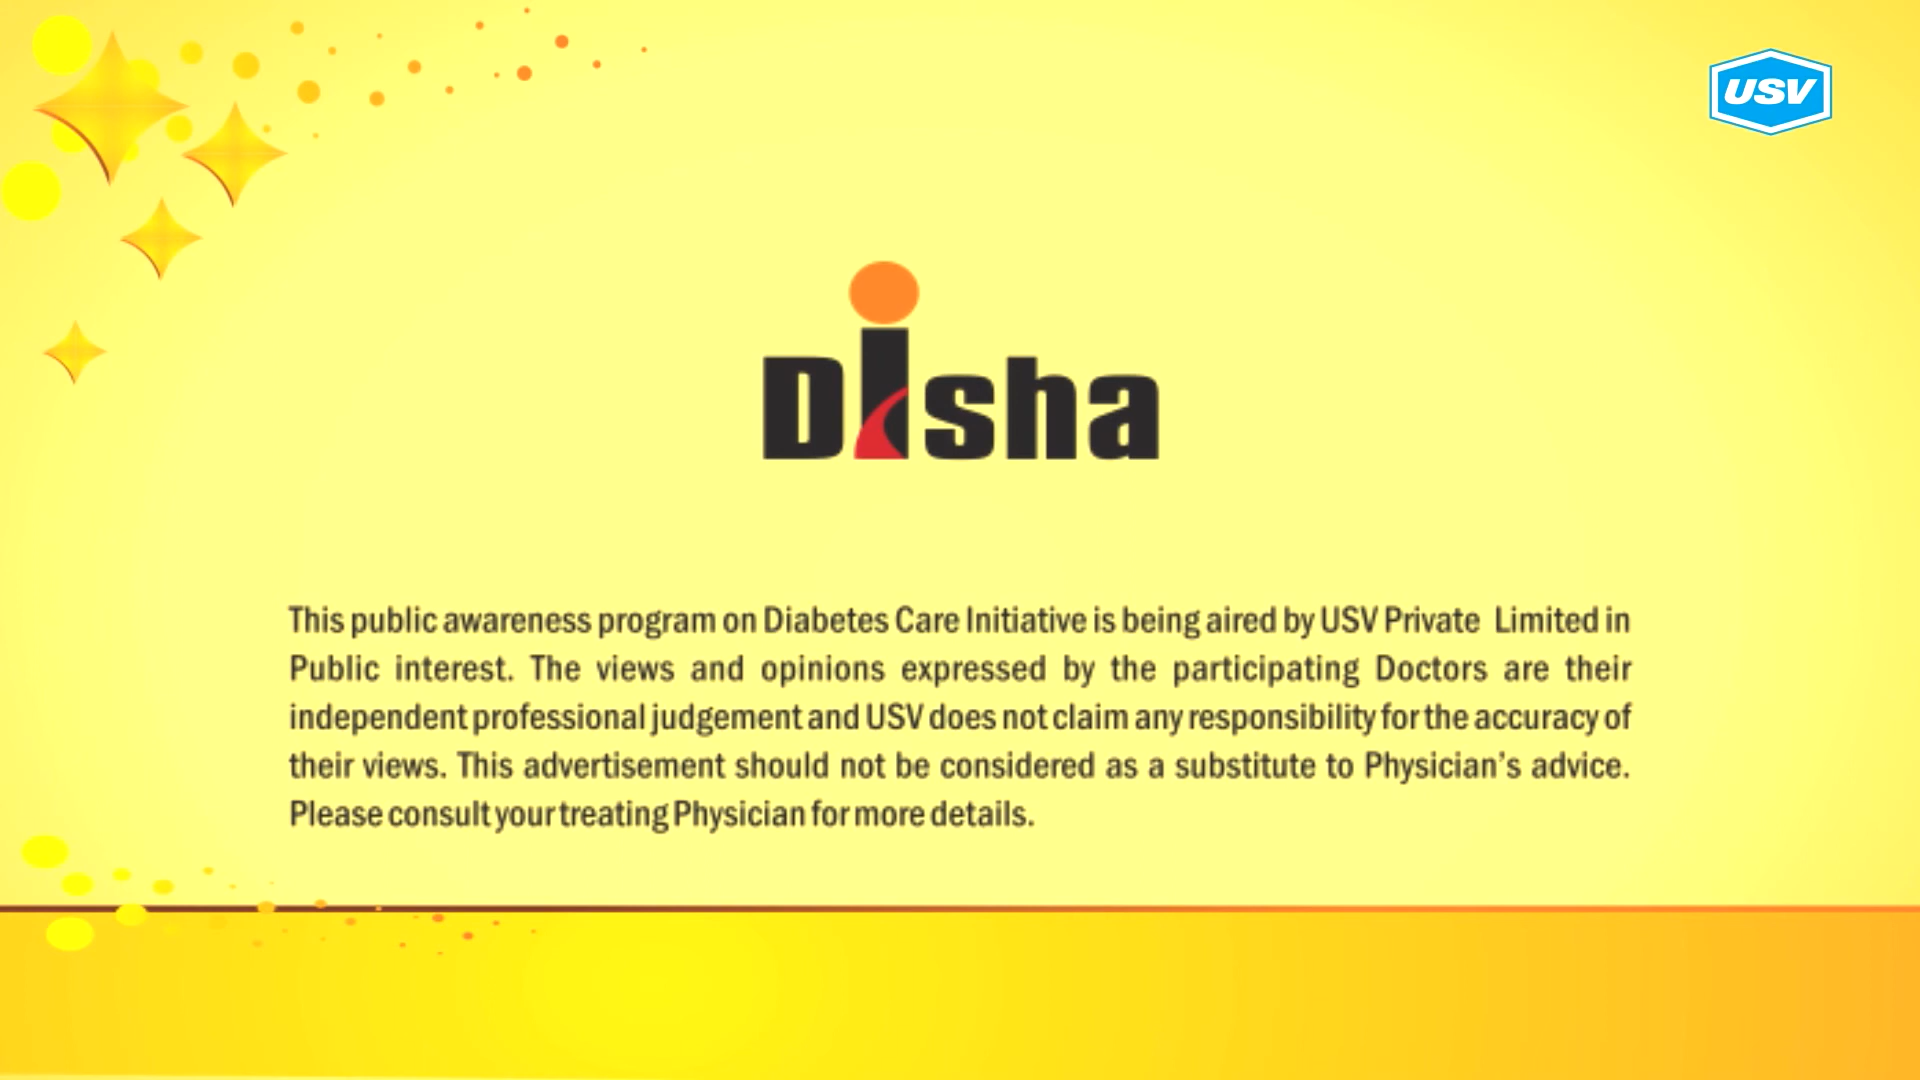 USV
Disha
This public awareness program on Diabetes Care Initiative is being aired by USV Private Limited in
Public interest. The views and opinions expressed by the participating Doctors are their
independent professional judgement and USV does not claim any responsibility for the accuracy of
their views. This advertisement should not be considered as a substitute to Physician’s advice.
Please consult your treating Physician for more details.